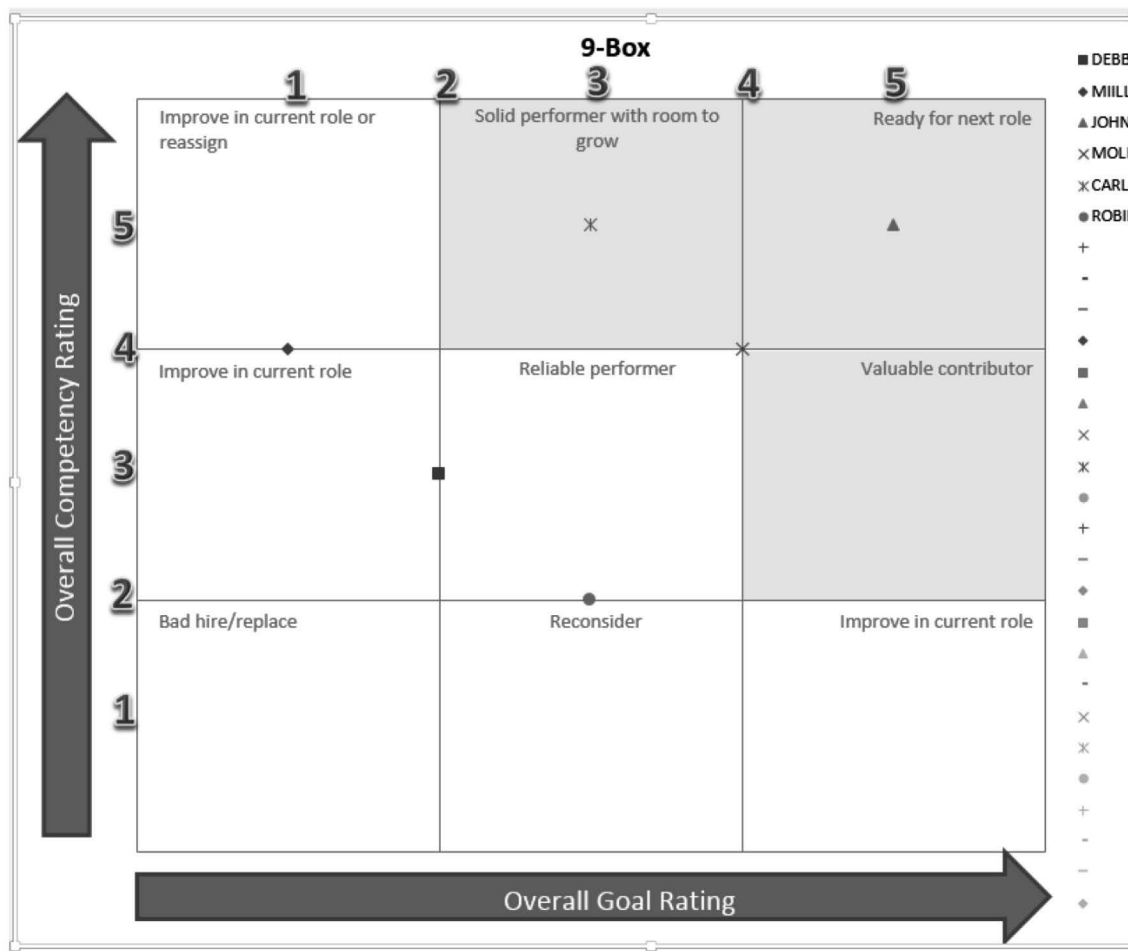 9-Box
1 2 3 4 5
Improve in current role or
reassign
Solid performer with room to
grow
Ready for next role
5
4
Improve in current role
Reliable performer
Valuable contributor
3
2
Bad hire/replace
Reconsider
Improve in current role
1
Overall Competency Rating
Overall Goal Rating
DEBB
MIILL
JOHN
MOLI
CARL
ROBI